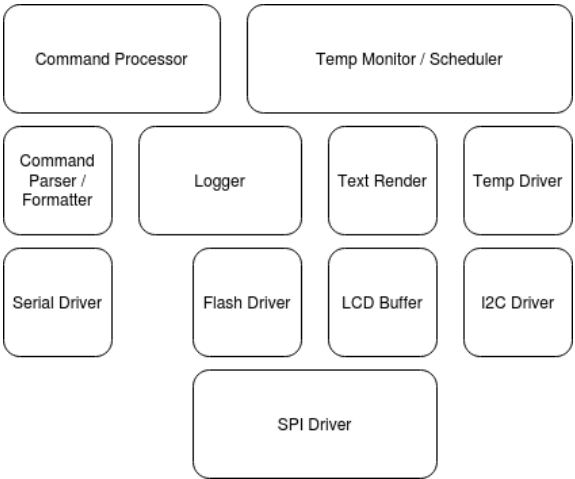 Command Processor
Temp Monitor / Scheduler
Command
Parser /
Formatter
Logger
Text Render
Temp Driver
Serial Driver
Flash Driver
LCD Buffer
I2C Driver
SPI Driver